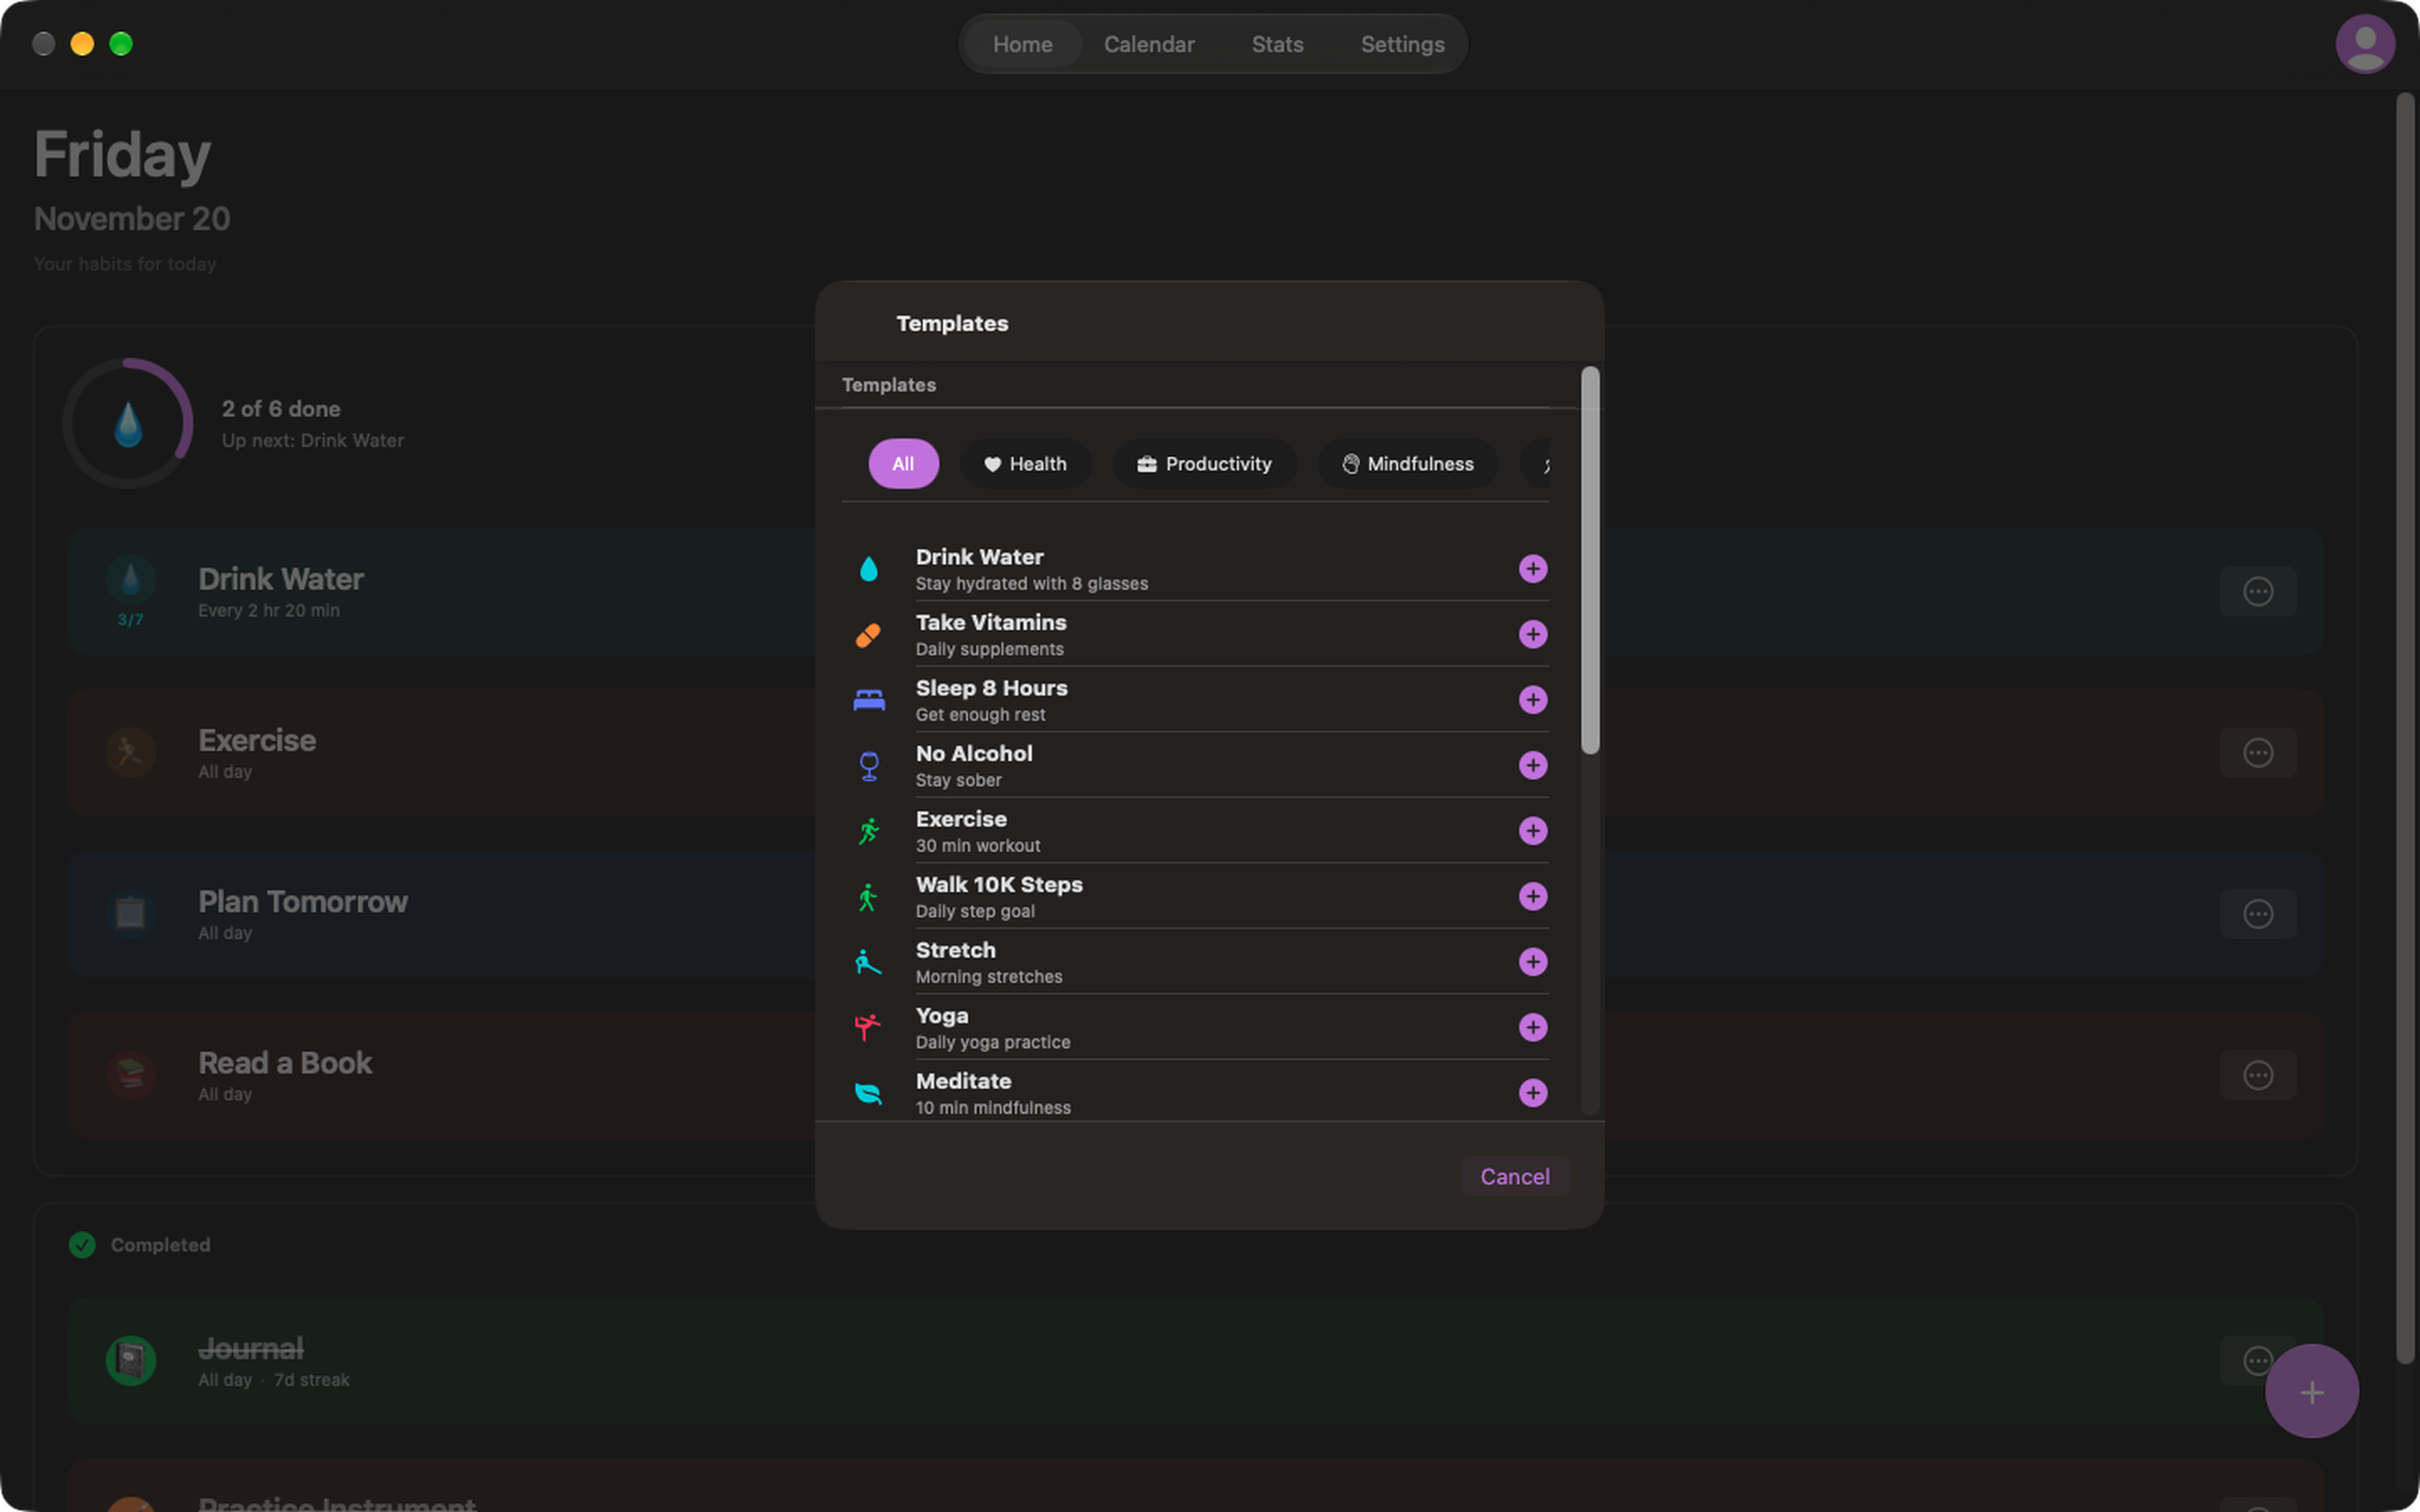 Home
Calendar
Stats
Settings
Friday
November 20
Your habits for today
2 of 6 done
Up next: Drink Water
Drink Water
Every 2 hr 20 min
3/7
Exercise
All day
Plan Tomorrow
All day
Read a Book
All day
Completed
Journal
All day · 7d streak
Practice Instrument
Templates
Templates
All
Health
Productivity
Mindfulness
Drink Water
Stay hydrated with 8 glasses
Take Vitamins
Daily supplements
Sleep 8 Hours
Get enough rest
No Alcohol
Stay sober
Exercise
30 min workout
Walk 10K Steps
Daily step goal
Stretch
Morning stretches
Yoga
Daily yoga practice
Meditate
10 min mindfulness
Cancel